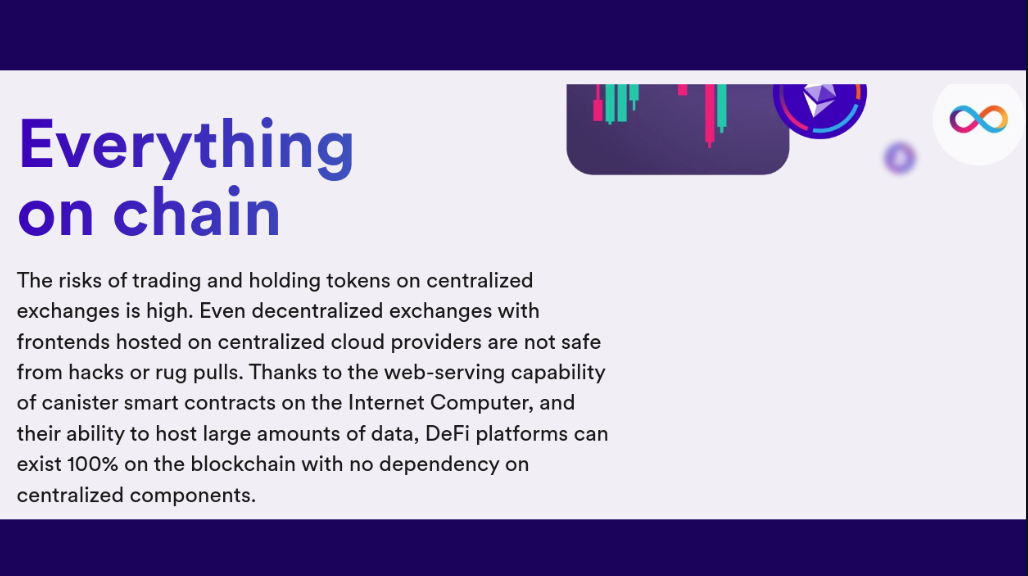 Everything
on chain
The risks of trading and holding tokens on centralized
exchanges is high. Even decentralized exchanges with
frontends hosted on centralized cloud providers are not safe
from hacks or rug pulls. Thanks to the web-serving capability
of canister smart contracts on the Internet Computer, and
their ability to host large amounts of data, DeFi platforms can
exist 100% on the blockchain with no dependency on
centralized components.